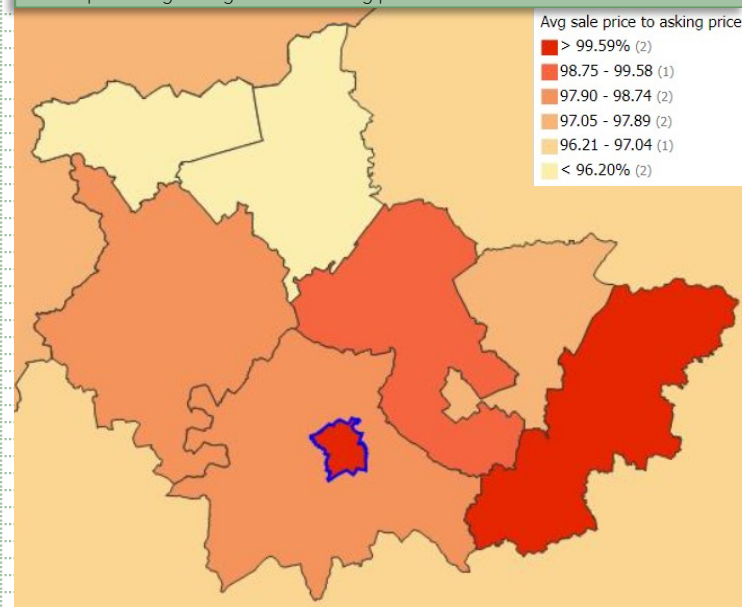 Avg sale price to asking price
> 99.59% (2)
98.75 - 99.58 (1)
97.90 - 98.74 (2)
97.05 - 97.89 (2)
96.21 - 97.04 (1)
< 96.20% (2)